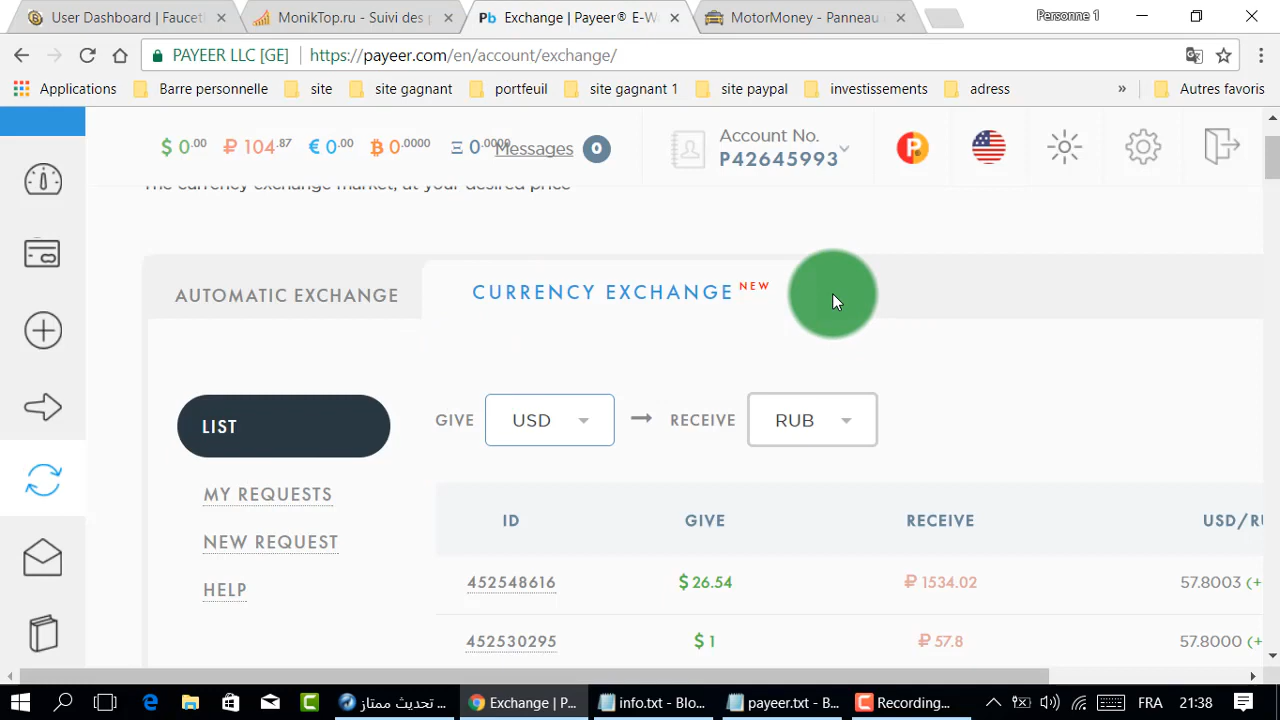 User Dashboard | Faucetl
MonikTop.ru - Suivi des p
Pb Exchange | Payeer® E-W
MotorMoney - Panneau
Personne 1
PAYEER LLC [GE] https://payeer.com/en/account/exchange/
Applications Barre personnelle site site gagnant portfeuil site gagnant 1 site paypal investissements adress » Autres favoris
$ 0.00 ₽ 104.87 € 0.00 0.0000 Ξ 0.0000 Messages 0
Account No.
P42645993
The currency exchange market, at your desired price
AUTOMATIC EXCHANGE
CURRENCY EXCHANGE NEW
LIST
GIVE USD RECEIVE RUB
MY REQUESTS
NEW REQUEST
HELP
ID GIVE RECEIVE USD/RU
452548616 $ 26.54 ₽ 1534.02 57.8003 (+
452530295 $ 1 ₽ 57.8 57.8000 (+
تحديث ممتاز...
Exchange | P...
info.txt - Blo...
payeer.txt - B...
Recording...
FRA 21:38